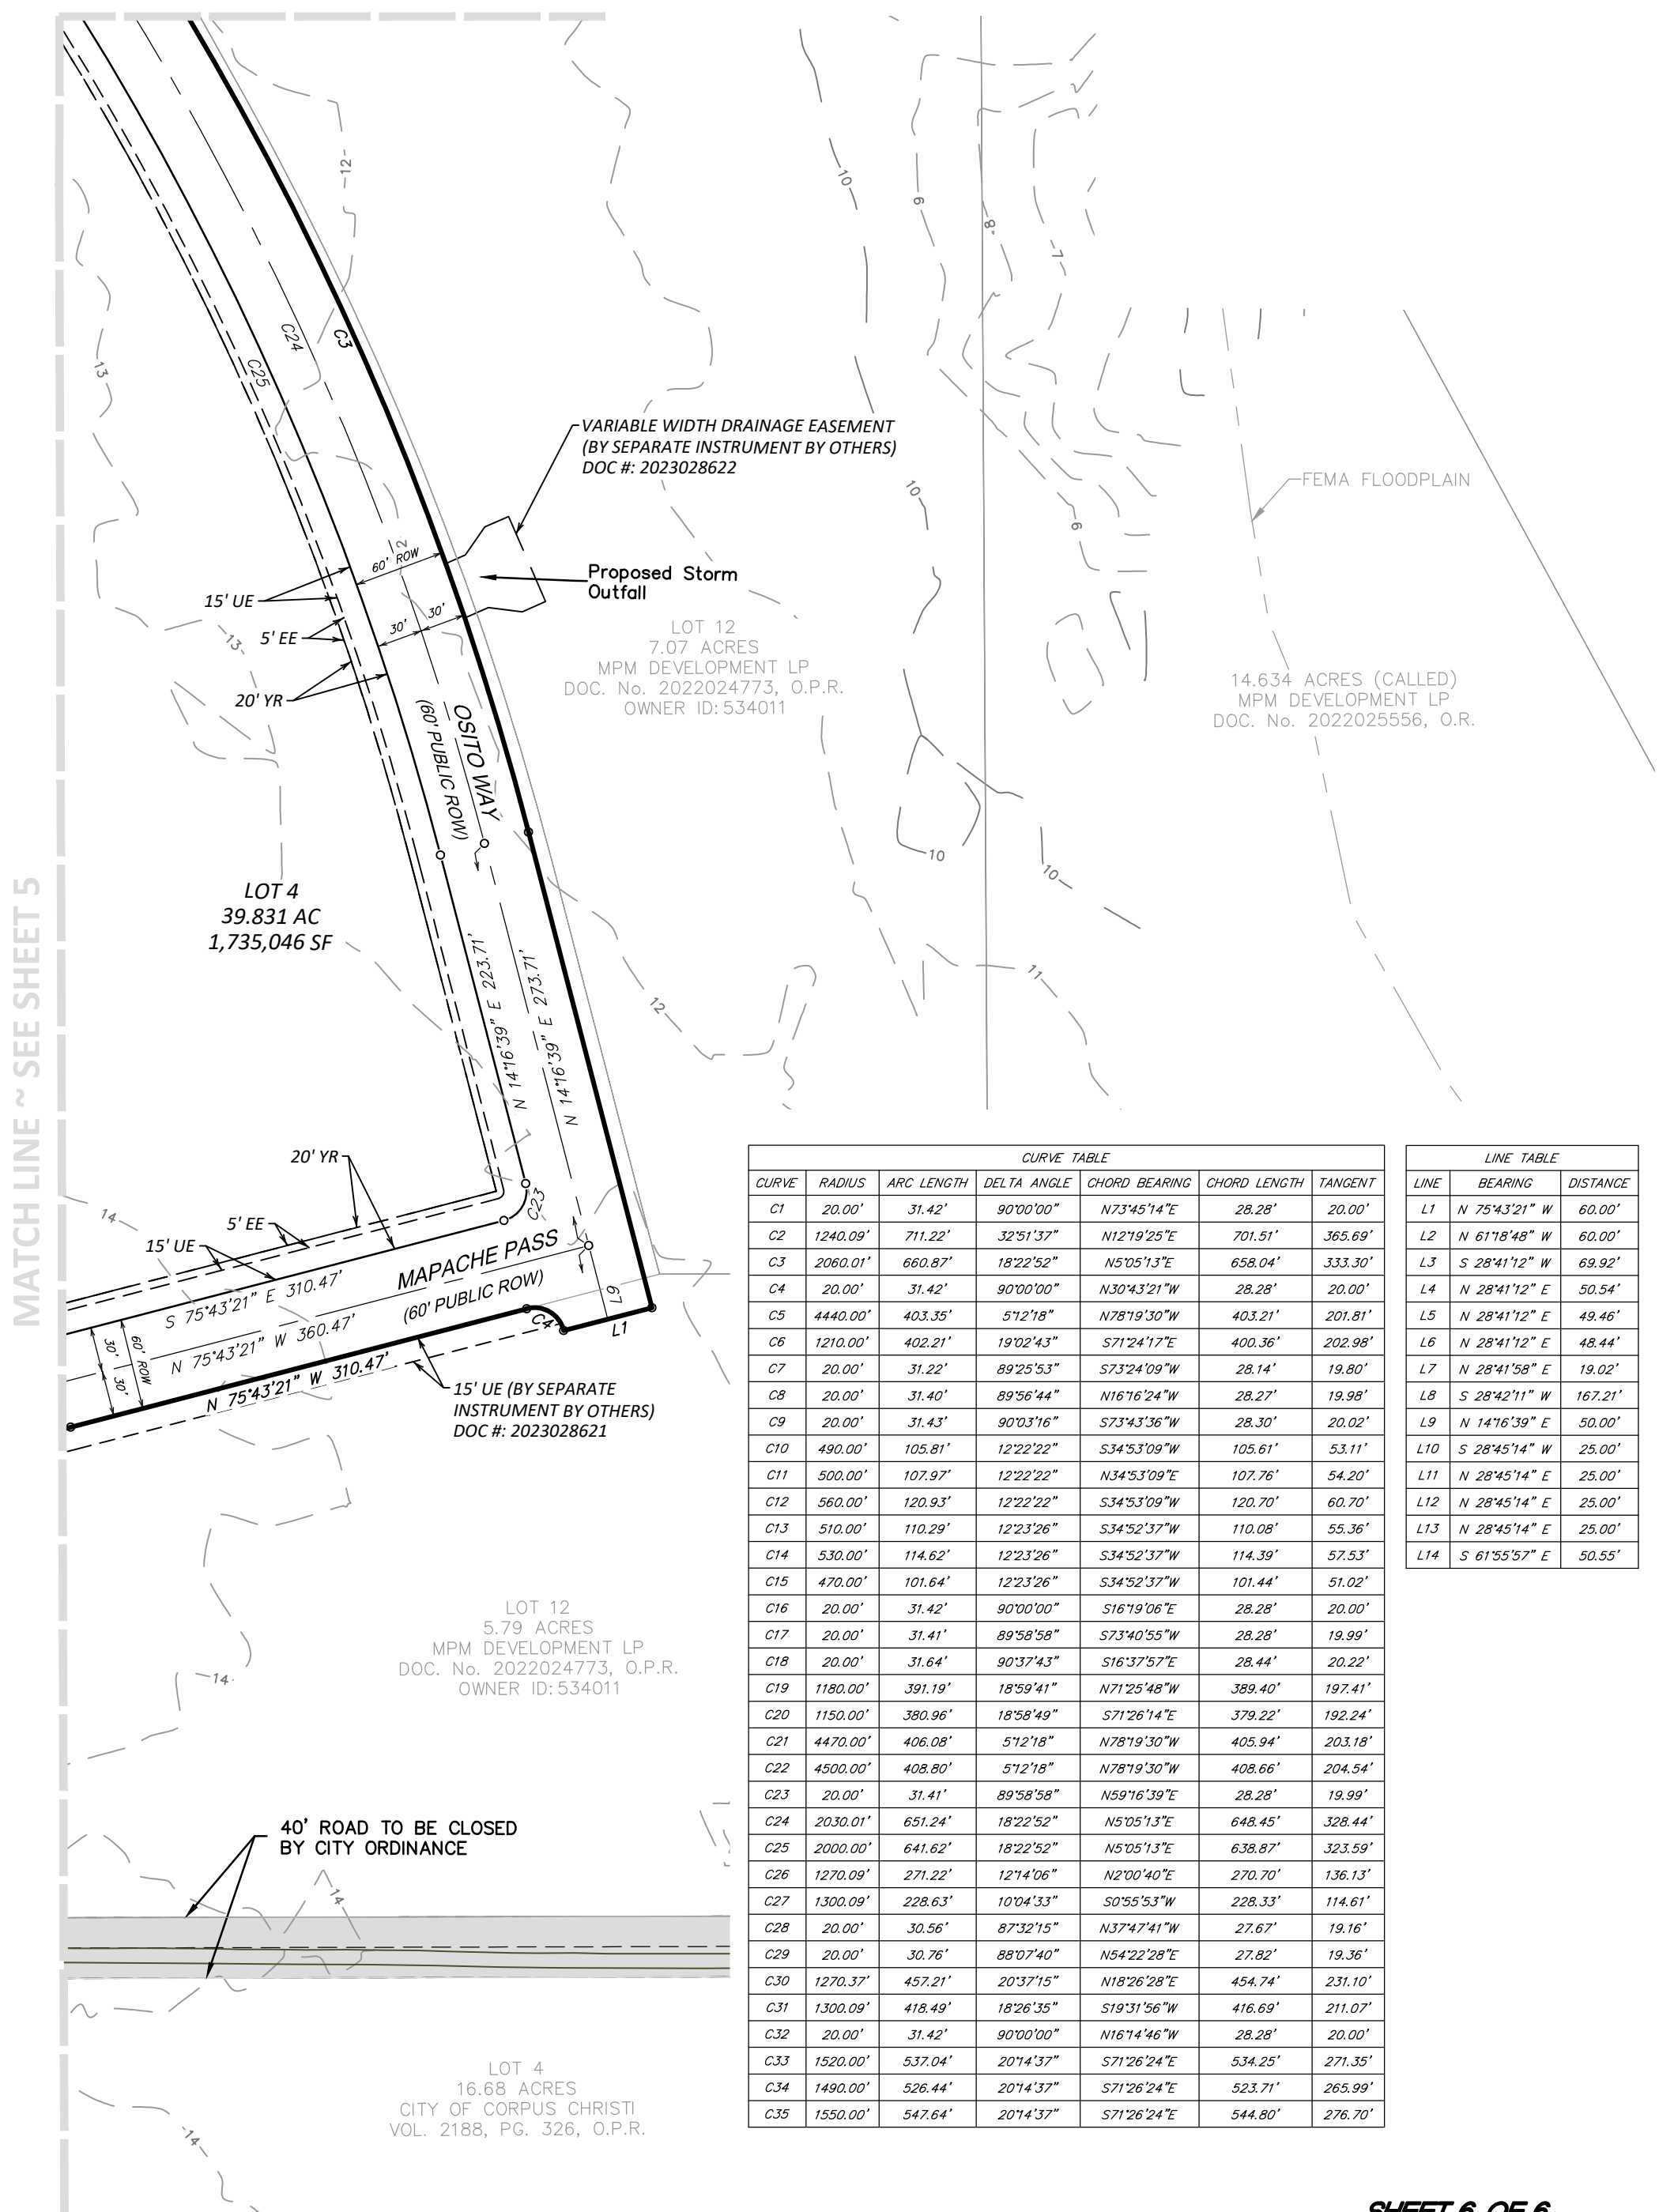 MATCH LINE ~ SEE SHEET 5
12
13
C24
C3
C25
10
9
8
7
VARIABLE WIDTH DRAINAGE EASEMENT
(BY SEPARATE INSTRUMENT BY OTHERS)
DOC #: 2023028622
FEMA FLOODPLAIN
10
9
60' ROW
Proposed Storm
Outfall
15' UE
5' EE
20' YR
13
30'
30'
LOT 12
7.07 ACRES
MPM DEVELOPMENT LP
DOC. No. 2022024773, O.P.R.
OWNER ID: 534011
14.634 ACRES (CALLED)
MPM DEVELOPMENT LP
DOC. No. 2022025556, O.R.
OSITO WAY
(60' PUBLIC ROW)
10
10
LOT 4
39.831 AC
1,735,046 SF
N 14°16'39" E 223.71'
N 14°16'39" E 273.71'
12
11
20' YR
5' EE
15' UE
14
C23
MAPACHE PASS
(60' PUBLIC ROW)
S 75°43'21" E 310.47'
N 75°43'21" W 360.47'
N 75°43'21" W 310.47'
30'
30'
60' ROW
C4
L1
67
15' UE (BY SEPARATE
INSTRUMENT BY OTHERS)
DOC #: 2023028621
LOT 12
5.79 ACRES
MPM DEVELOPMENT LP
DOC. No. 2022024773, O.P.R.
OWNER ID: 534011
14
40' ROAD TO BE CLOSED
BY CITY ORDINANCE
14
LOT 4
16.68 ACRES
CITY OF CORPUS CHRISTI
VOL. 2188, PG. 326, O.P.R.
14
CURVE TABLE
CURVE RADIUS ARC LENGTH DELTA ANGLE CHORD BEARING CHORD LENGTH TANGENT
C1 20.00' 31.42' 90°00'00" N73°45'14"E 28.28' 20.00'
C2 1240.09' 711.22' 32°51'37" N12°19'25"E 701.51' 365.69'
C3 2060.01' 660.87' 18°22'52" N5°05'13"E 658.04' 333.30'
C4 20.00' 31.42' 90°00'00" N30°43'21"W 28.28' 20.00'
C5 4440.00' 403.35' 5°12'18" N78°19'30"W 403.21' 201.81'
C6 1210.00' 402.21' 19°02'43" S71°24'17"E 400.36' 202.98'
C7 20.00' 31.22' 89°25'53" S73°24'09"W 28.14' 19.80'
C8 20.00' 31.40' 89°56'44" N16°16'24"W 28.27' 19.98'
C9 20.00' 31.43' 90°03'16" S73°43'36"W 28.30' 20.02'
C10 490.00' 105.81' 12°22'22" S34°53'09"W 105.61' 53.11'
C11 500.00' 107.97' 12°22'22" N34°53'09"E 107.76' 54.20'
C12 560.00' 120.93' 12°22'22" S34°53'09"W 120.70' 60.70'
C13 510.00' 110.29' 12°23'26" S34°52'37"W 110.08' 55.36'
C14 530.00' 114.62' 12°23'26" S34°52'37"W 114.39' 57.53'
C15 470.00' 101.64' 12°23'26" S34°52'37"W 101.44' 51.02'
C16 20.00' 31.42' 90°00'00" S16°19'06"E 28.28' 20.00'
C17 20.00' 31.41' 89°58'58" S73°40'55"W 28.28' 19.99'
C18 20.00' 31.64' 90°37'43" S16°37'57"E 28.44' 20.22'
C19 1180.00' 391.19' 18°59'41" N71°25'48"W 389.40' 197.41'
C20 1150.00' 380.96' 18°58'49" S71°26'14"E 379.22' 192.24'
C21 4470.00' 406.08' 5°12'18" N78°19'30"W 405.94' 203.18'
C22 4500.00' 408.80' 5°12'18" N78°19'30"W 408.66' 204.54'
C23 20.00' 31.41' 89°58'58" N59°16'39"E 28.28' 19.99'
C24 2030.01' 651.24' 18°22'52" N5°05'13"E 648.45' 328.44'
C25 2000.00' 641.62' 18°22'52" N5°05'13"E 638.87' 323.59'
C26 1270.09' 271.22' 12°14'06" N2°00'40"E 270.70' 136.13'
C27 1300.09' 228.63' 10°04'33" S0°55'53"W 228.33' 114.61'
C28 20.00' 30.56' 87°32'15" N37°47'41"W 27.67' 19.16'
C29 20.00' 30.76' 88°07'40" N54°22'28"E 27.82' 19.36'
C30 1270.37' 457.21' 20°37'15" N18°26'28"E 454.74' 231.10'
C31 1300.09' 418.49' 18°26'35" S19°31'56"W 416.69' 211.07'
C32 20.00' 31.42' 90°00'00" N16°14'46"W 28.28' 20.00'
C33 1520.00' 537.04' 20°14'37" S71°26'24"E 534.25' 271.35'
C34 1490.00' 526.44' 20°14'37" S71°26'24"E 523.71' 265.99'
C35 1550.00' 547.64' 20°14'37" S71°26'24"E 544.80' 276.70'
LINE TABLE
LINE BEARING DISTANCE
L1 N 75°43'21" W 60.00'
L2 N 61°18'48" W 60.00'
L3 S 28°41'12" W 69.92'
L4 N 28°41'12" E 50.54'
L5 N 28°41'12" E 49.46'
L6 N 28°41'12" E 48.44'
L7 N 28°41'58" E 19.02'
L8 S 28°42'11" W 167.21'
L9 N 14°16'39" E 50.00'
L10 S 28°45'14" W 25.00'
L11 N 28°45'14" E 25.00'
L12 N 28°45'14" E 25.00'
L13 N 28°45'14" E 25.00'
L14 S 61°55'57" E 50.55'
SHEET 6 OF 6